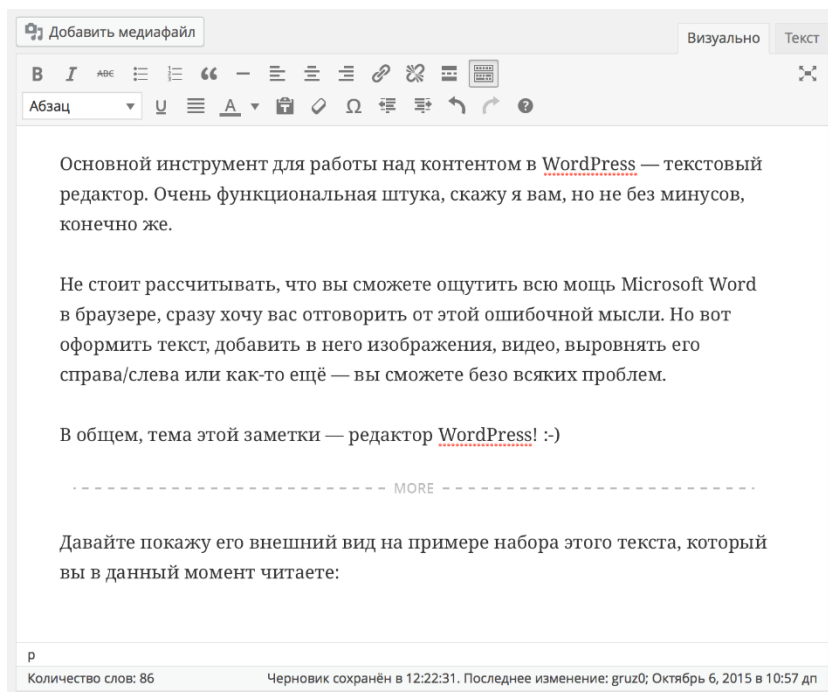 Добавить медиафайл
Визуально Текст
B I ABC
Абзац U A Ω
Основной инструмент для работы над контентом в WordPress — текстовый
редактор. Очень функциональная штука, скажу я вам, но не без минусов,
конечно же.
Не стоит рассчитывать, что вы сможете ощутить всю мощь Microsoft Word
в браузере, сразу хочу вас отговорить от этой ошибочной мысли. Но вот
оформить текст, добавить в него изображения, видео, выровнять его
справа/слева или как-то ещё — вы сможете безо всяких проблем.
В общем, тема этой заметки — редактор WordPress! :-)
MORE
Давайте покажу его внешний вид на примере набора этого текста, который
вы в данный момент читаете:
p
Количество слов: 86 Черновик сохранён в 12:22:31. Последнее изменение: gruz0; Октябрь 6, 2015 в 10:57 дп